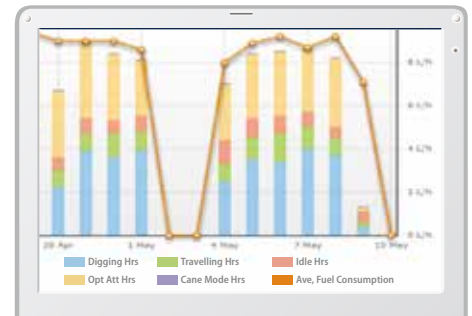 8 L/h
6 L/h
4 L/h
2 L/h
0 L/h
28 Apr 1 May 4 May 7 May 10 May
Digging Hrs Travelling Hrs Idle Hrs
Opt Att Hrs Cane Mode Hrs Ave, Fuel Consumption